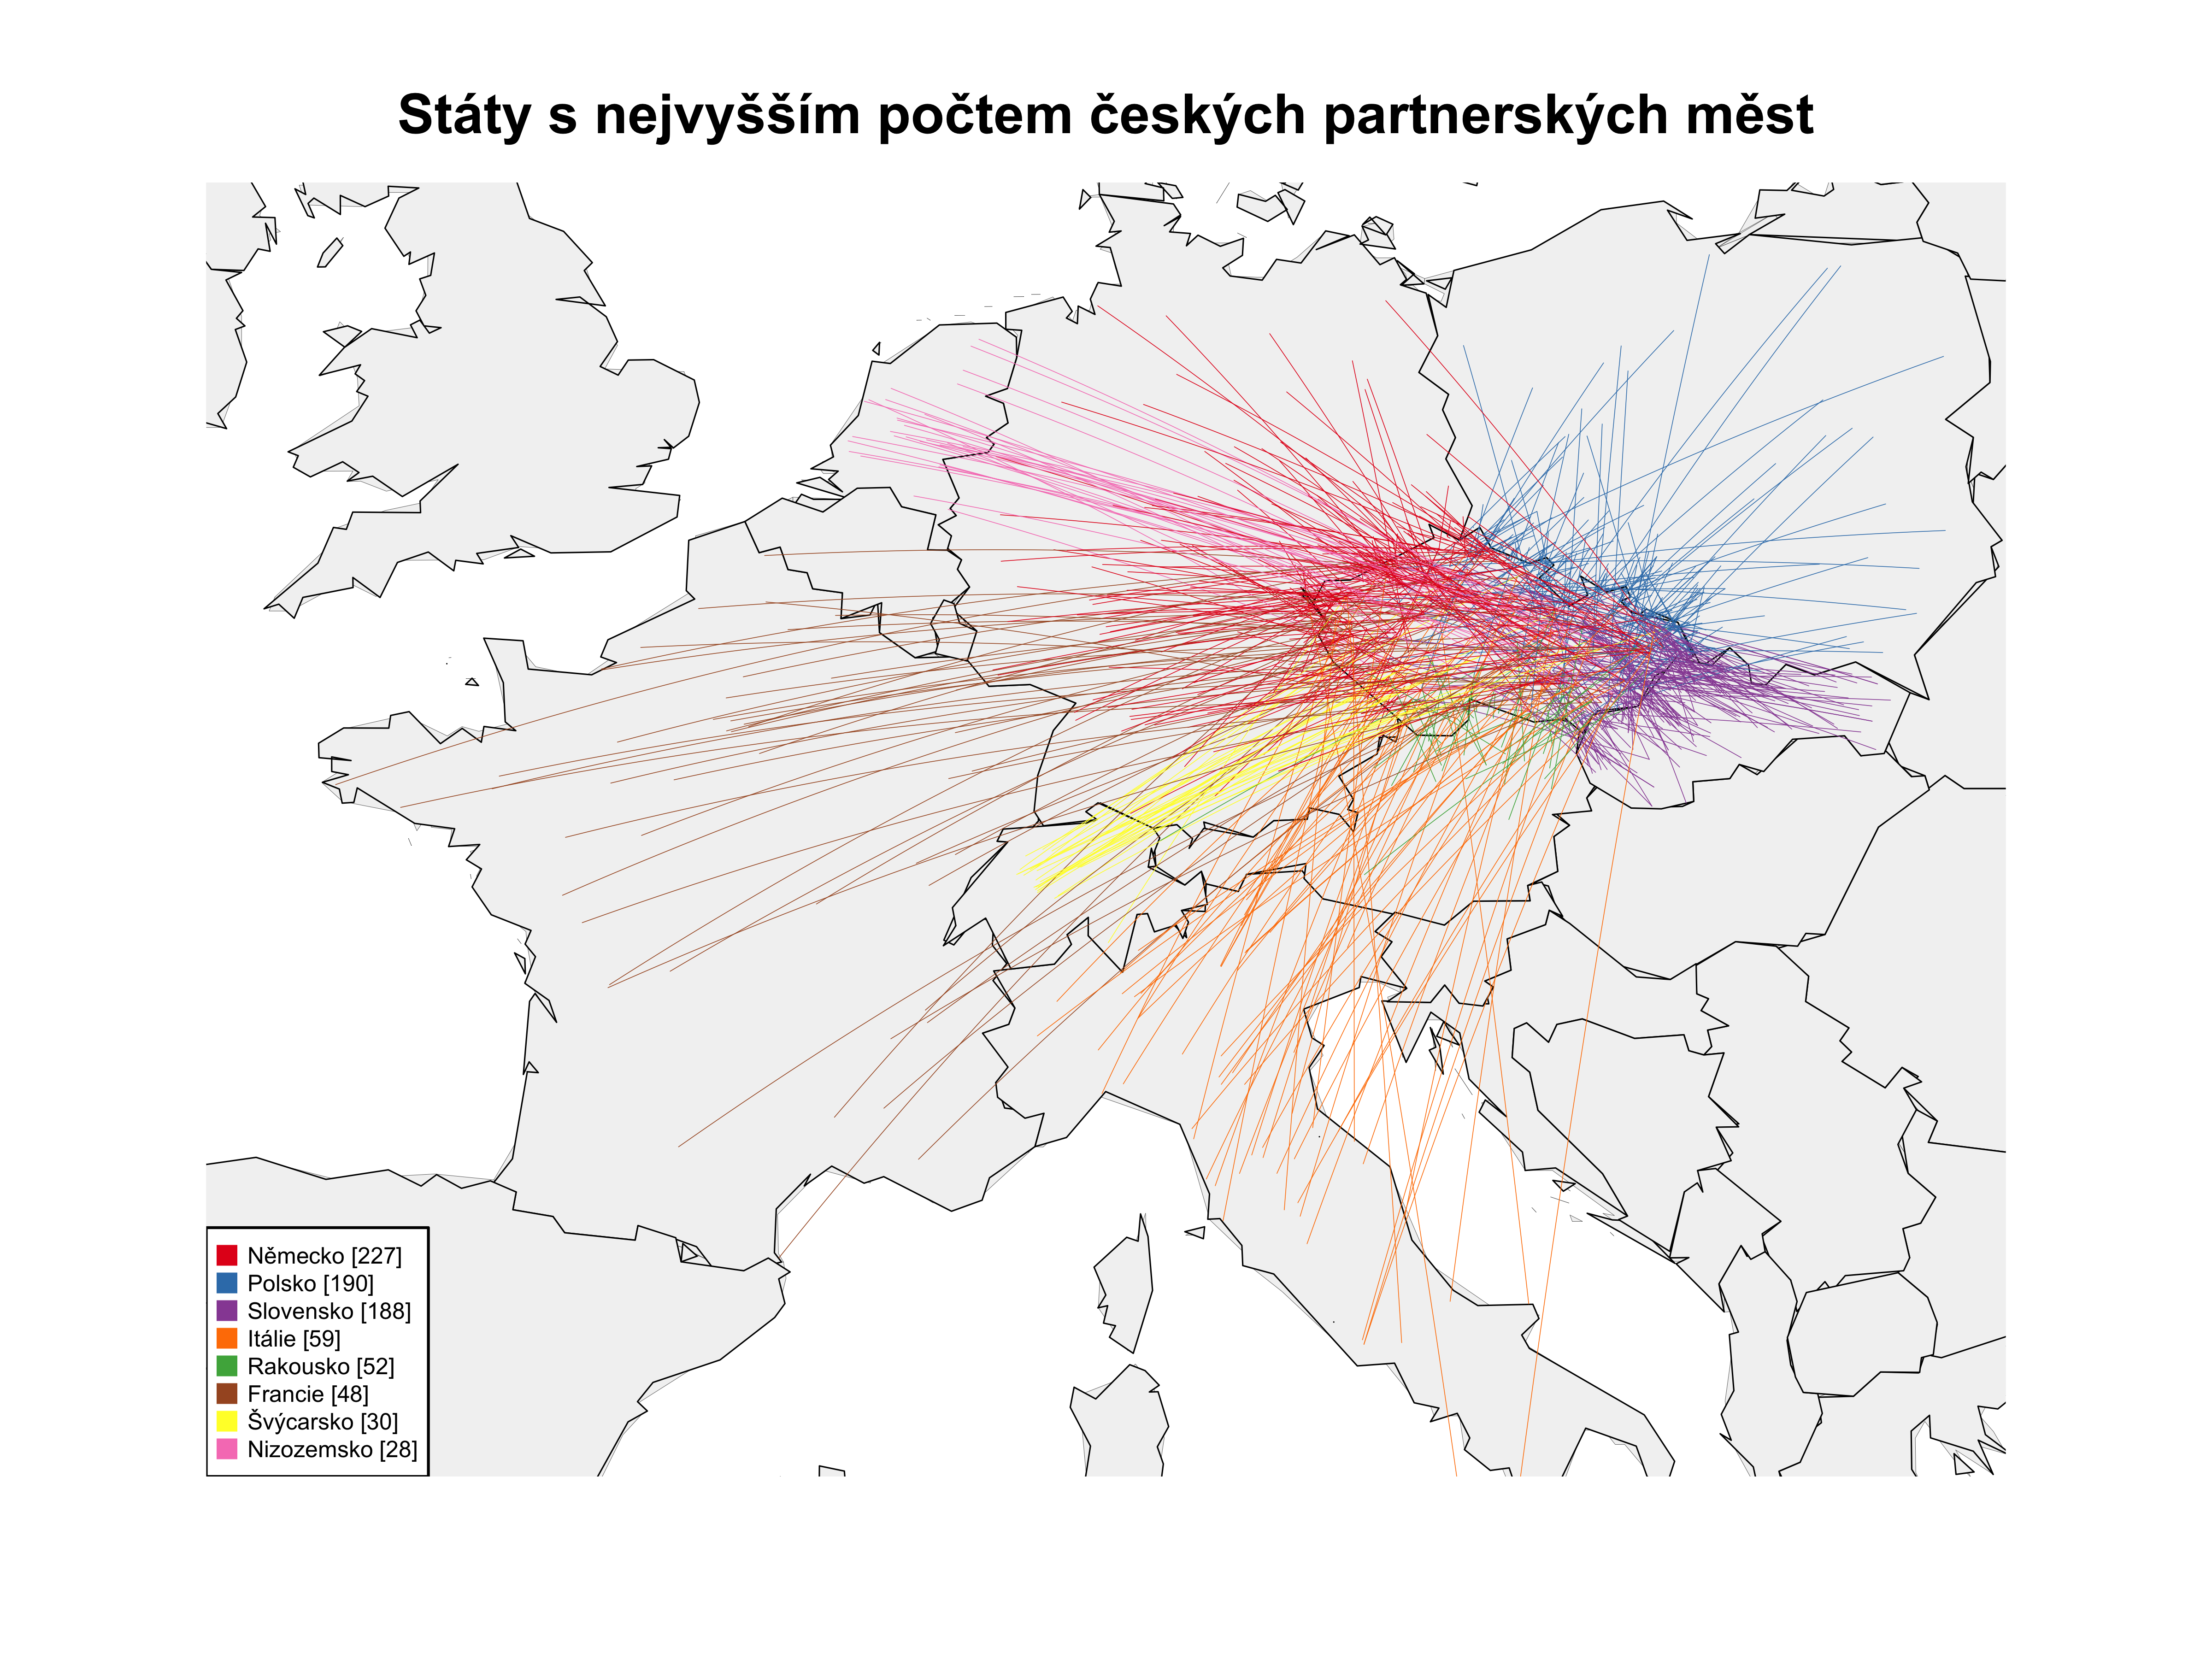 Státy s nejvyšším počtem českých partnerských měst
Německo [227]
Polsko [190]
Slovensko [188]
Itálie [59]
Rakousko [52]
Francie [48]
Švýcarsko [30]
Nizozemsko [28]